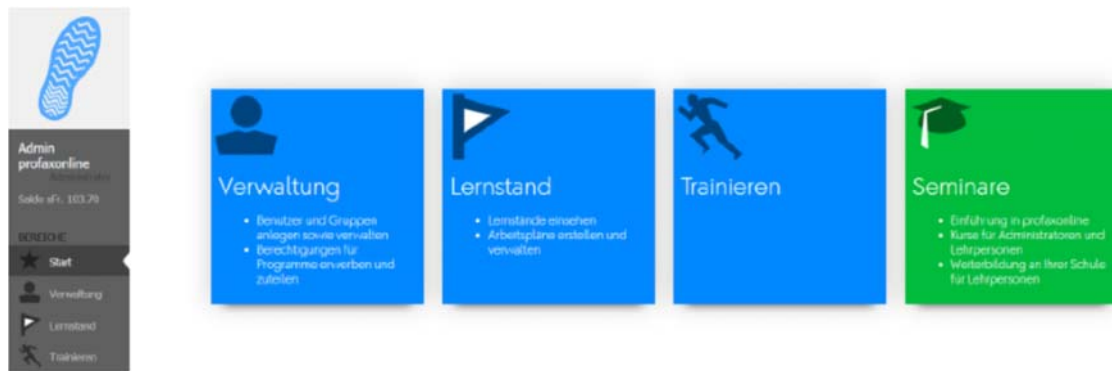 Admin
profaxonline
Administrator
Saldo sFr. 103.70
BEREICHE
Start
Verwaltung
Lernstand
Trainieren
Verwaltung
Benutzer und Gruppen
anlegen sowie verwalten
Berechtigungen für
Programme erwerben und
zuteilen
Lernstand
Lernstände einsehen
Arbeitspläne erstellen und
verwalten
Trainieren
Seminare
Einführung in profaxonline
Kurse für Administratoren und
Lehrpersonen
Weiterbildung an Ihrer Schule
für Lehrpersonen